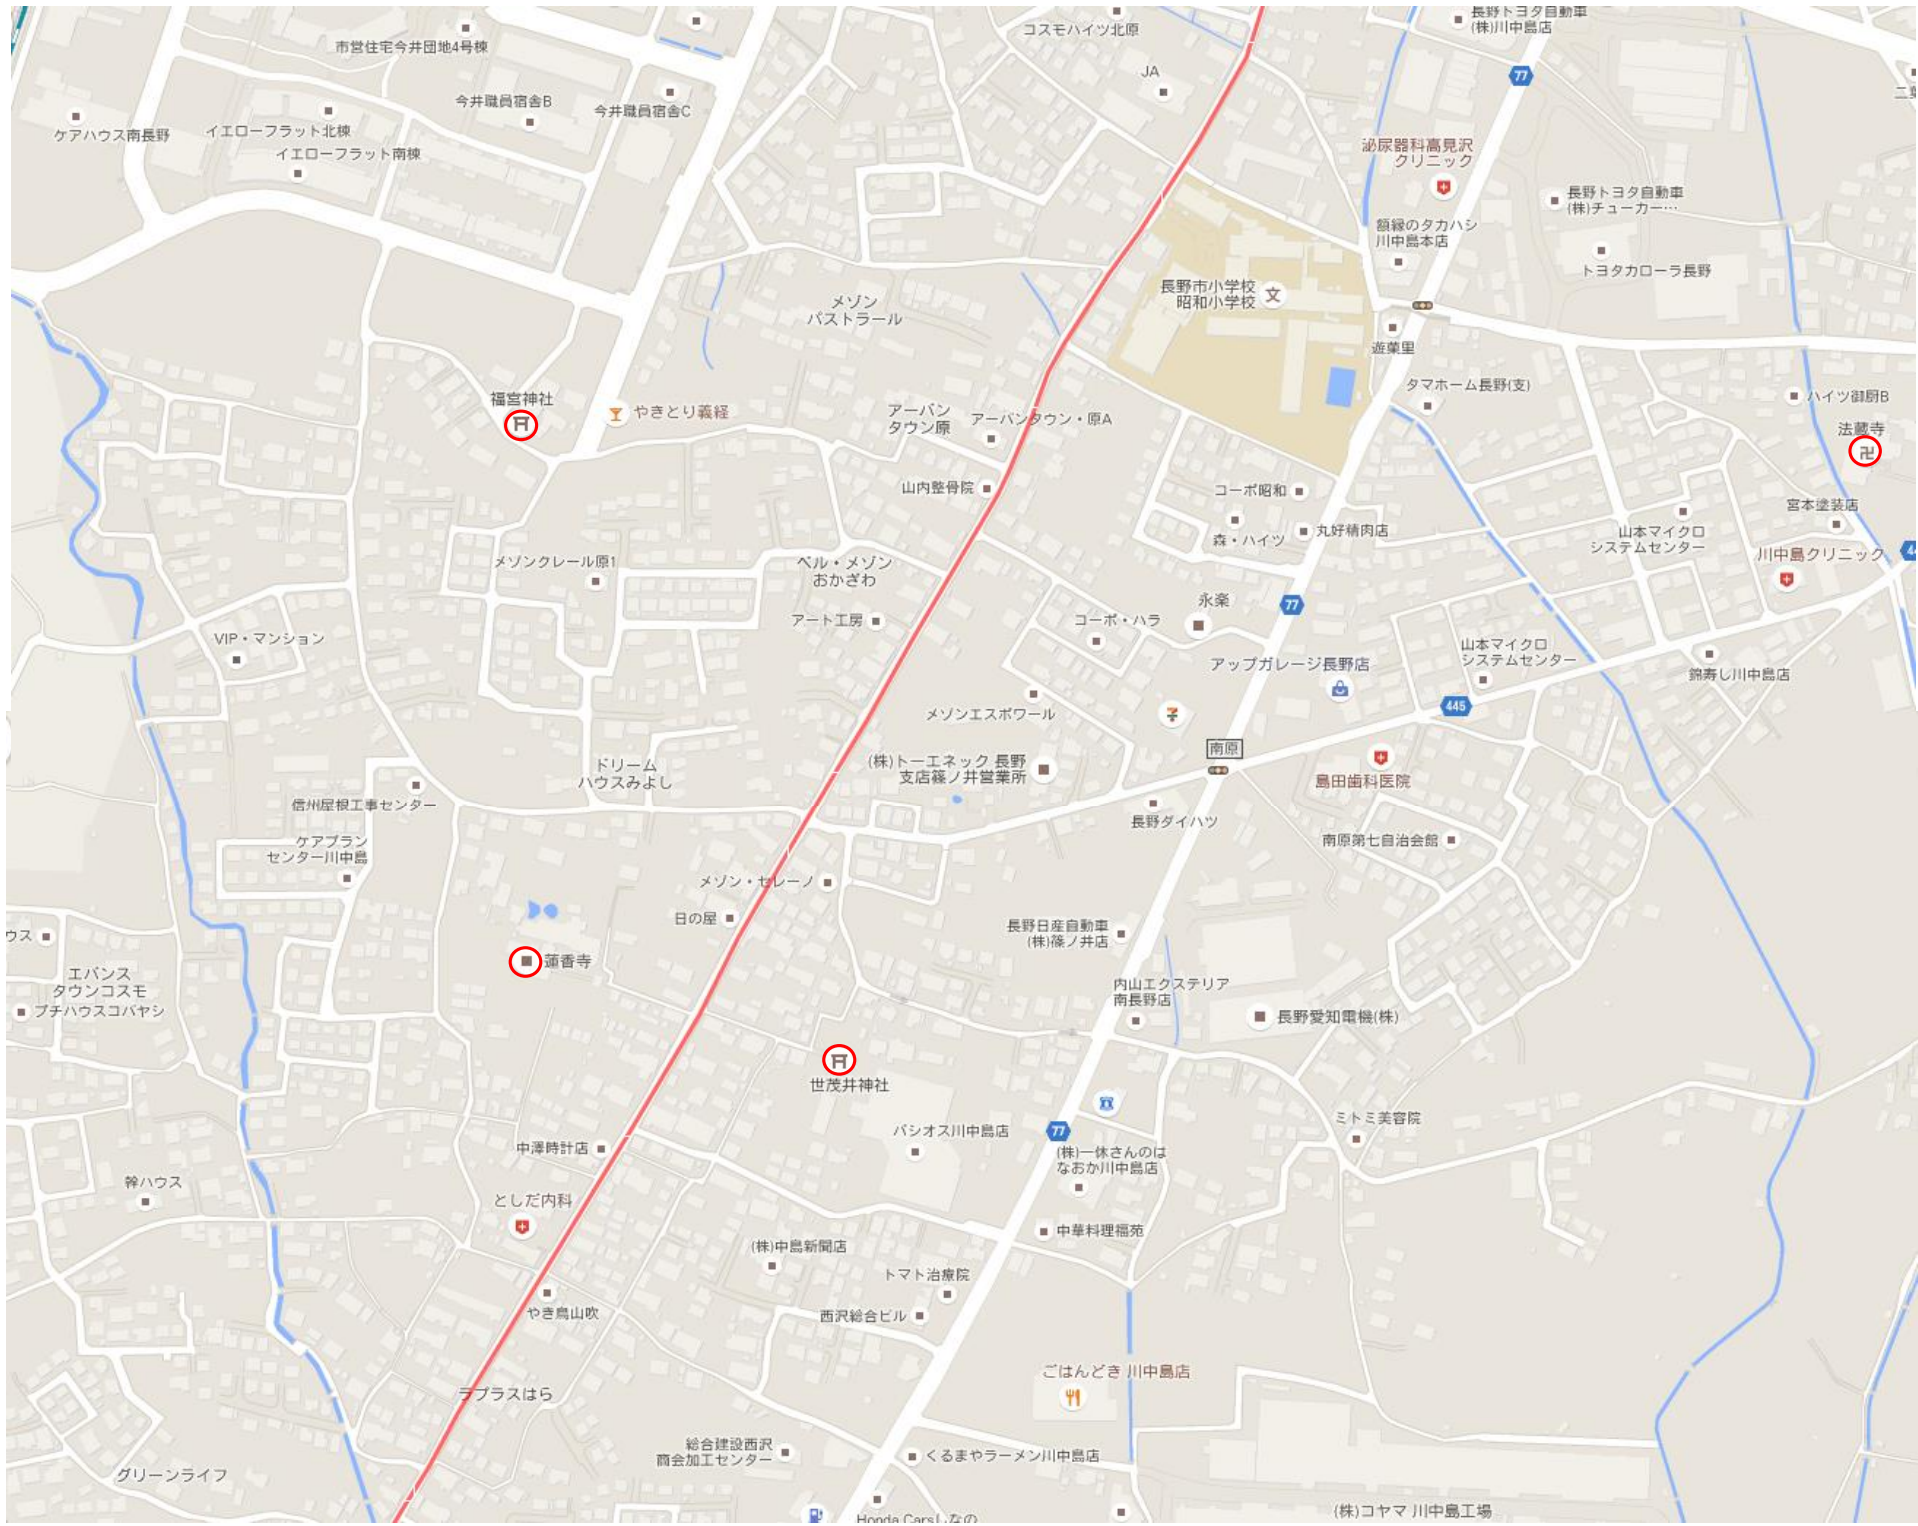 長野トヨタ自動車
(株)川中島店
コスモハイツ北原
市営住宅今井団地4号棟
JA
77
今井職員宿舎B
今井職員宿舎C
ケアハウス南長野
イエローフラット北棟
イエローフラット南棟
泌尿器科高見沢
クリニック
長野トヨタ自動車
(株)チューカー…
額縁のタカハシ
川中島本店
トヨタカローラ長野
長野市小学校
昭和小学校
文
メゾン
パストラール
遊菓里
タマホーム長野(支)
ハイツ御厨B
福宮神社
やきとり義経
アーバン
タウン原
アーバンタウン・原A
法蔵寺
山内整骨院
コーポ昭和
宮本塗装店
森・ハイツ
丸好精肉店
山本マイクロ
システムセンター
川中島クリニック
メゾンクレール原1
ベル・メゾン
おかざわ
永楽
77
アート工房
コーポ・ハラ
VIP・マンション
山本マイクロ
システムセンター
アップガレージ長野店
錦寿し川中島店
メゾンエスポワール
445
南原
ドリーム
ハウスみよし
(株)トーエネック 長野
支店篠ノ井営業所
島田歯科医院
信州屋根工事センター
長野ダイハツ
ケアプラン
センター川中島
南原第七自治会館
メゾン・セレーノ
日の屋
長野日産自動車
(株)篠ノ井店
ウス
蓮香寺
エバンス
タウンコスモ
プチハウスコバヤシ
内山エクステリア
南長野店
長野愛知電機(株)
世茂井神社
ミトミ美容院
パシオス川中島店
77
中澤時計店
(株)一休さんのは
なおか川中島店
幹ハウス
としだ内科
中華料理福苑
(株)中島新聞店
トマト治療院
やき鳥山吹
西沢総合ビル
ごはんどき 川中島店
ラプラスはら
総合建設西沢
商会加工センター
くるまやラーメン川中島店
グリーンライフ
(株)コヤマ 川中島工場
Honda Carsしなの